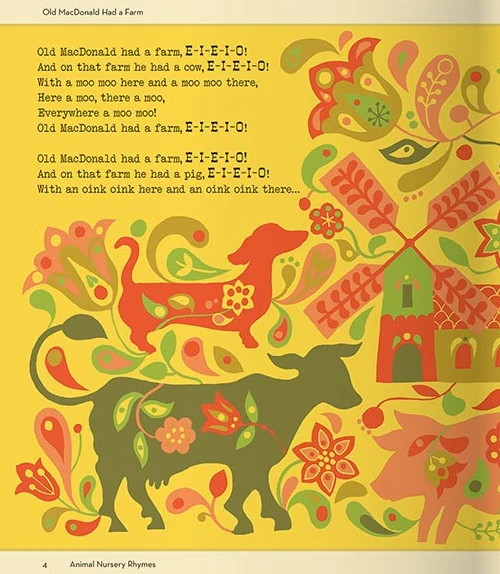 Old MacDonald Had a Farm
Old MacDonald had a farm, E-I-E-I-O!
And on that farm he had a cow, E-I-E-I-O!
With a moo moo here and a moo moo there,
Here a moo, there a moo,
Everywhere a moo moo!
Old MacDonald had a farm, E-I-E-I-O!
Old MacDonald had a farm, E-I-E-I-O!
And on that farm he had a pig, E-I-E-I-O!
With an oink oink here and an oink oink there...
4 Animal Nursery Rhymes